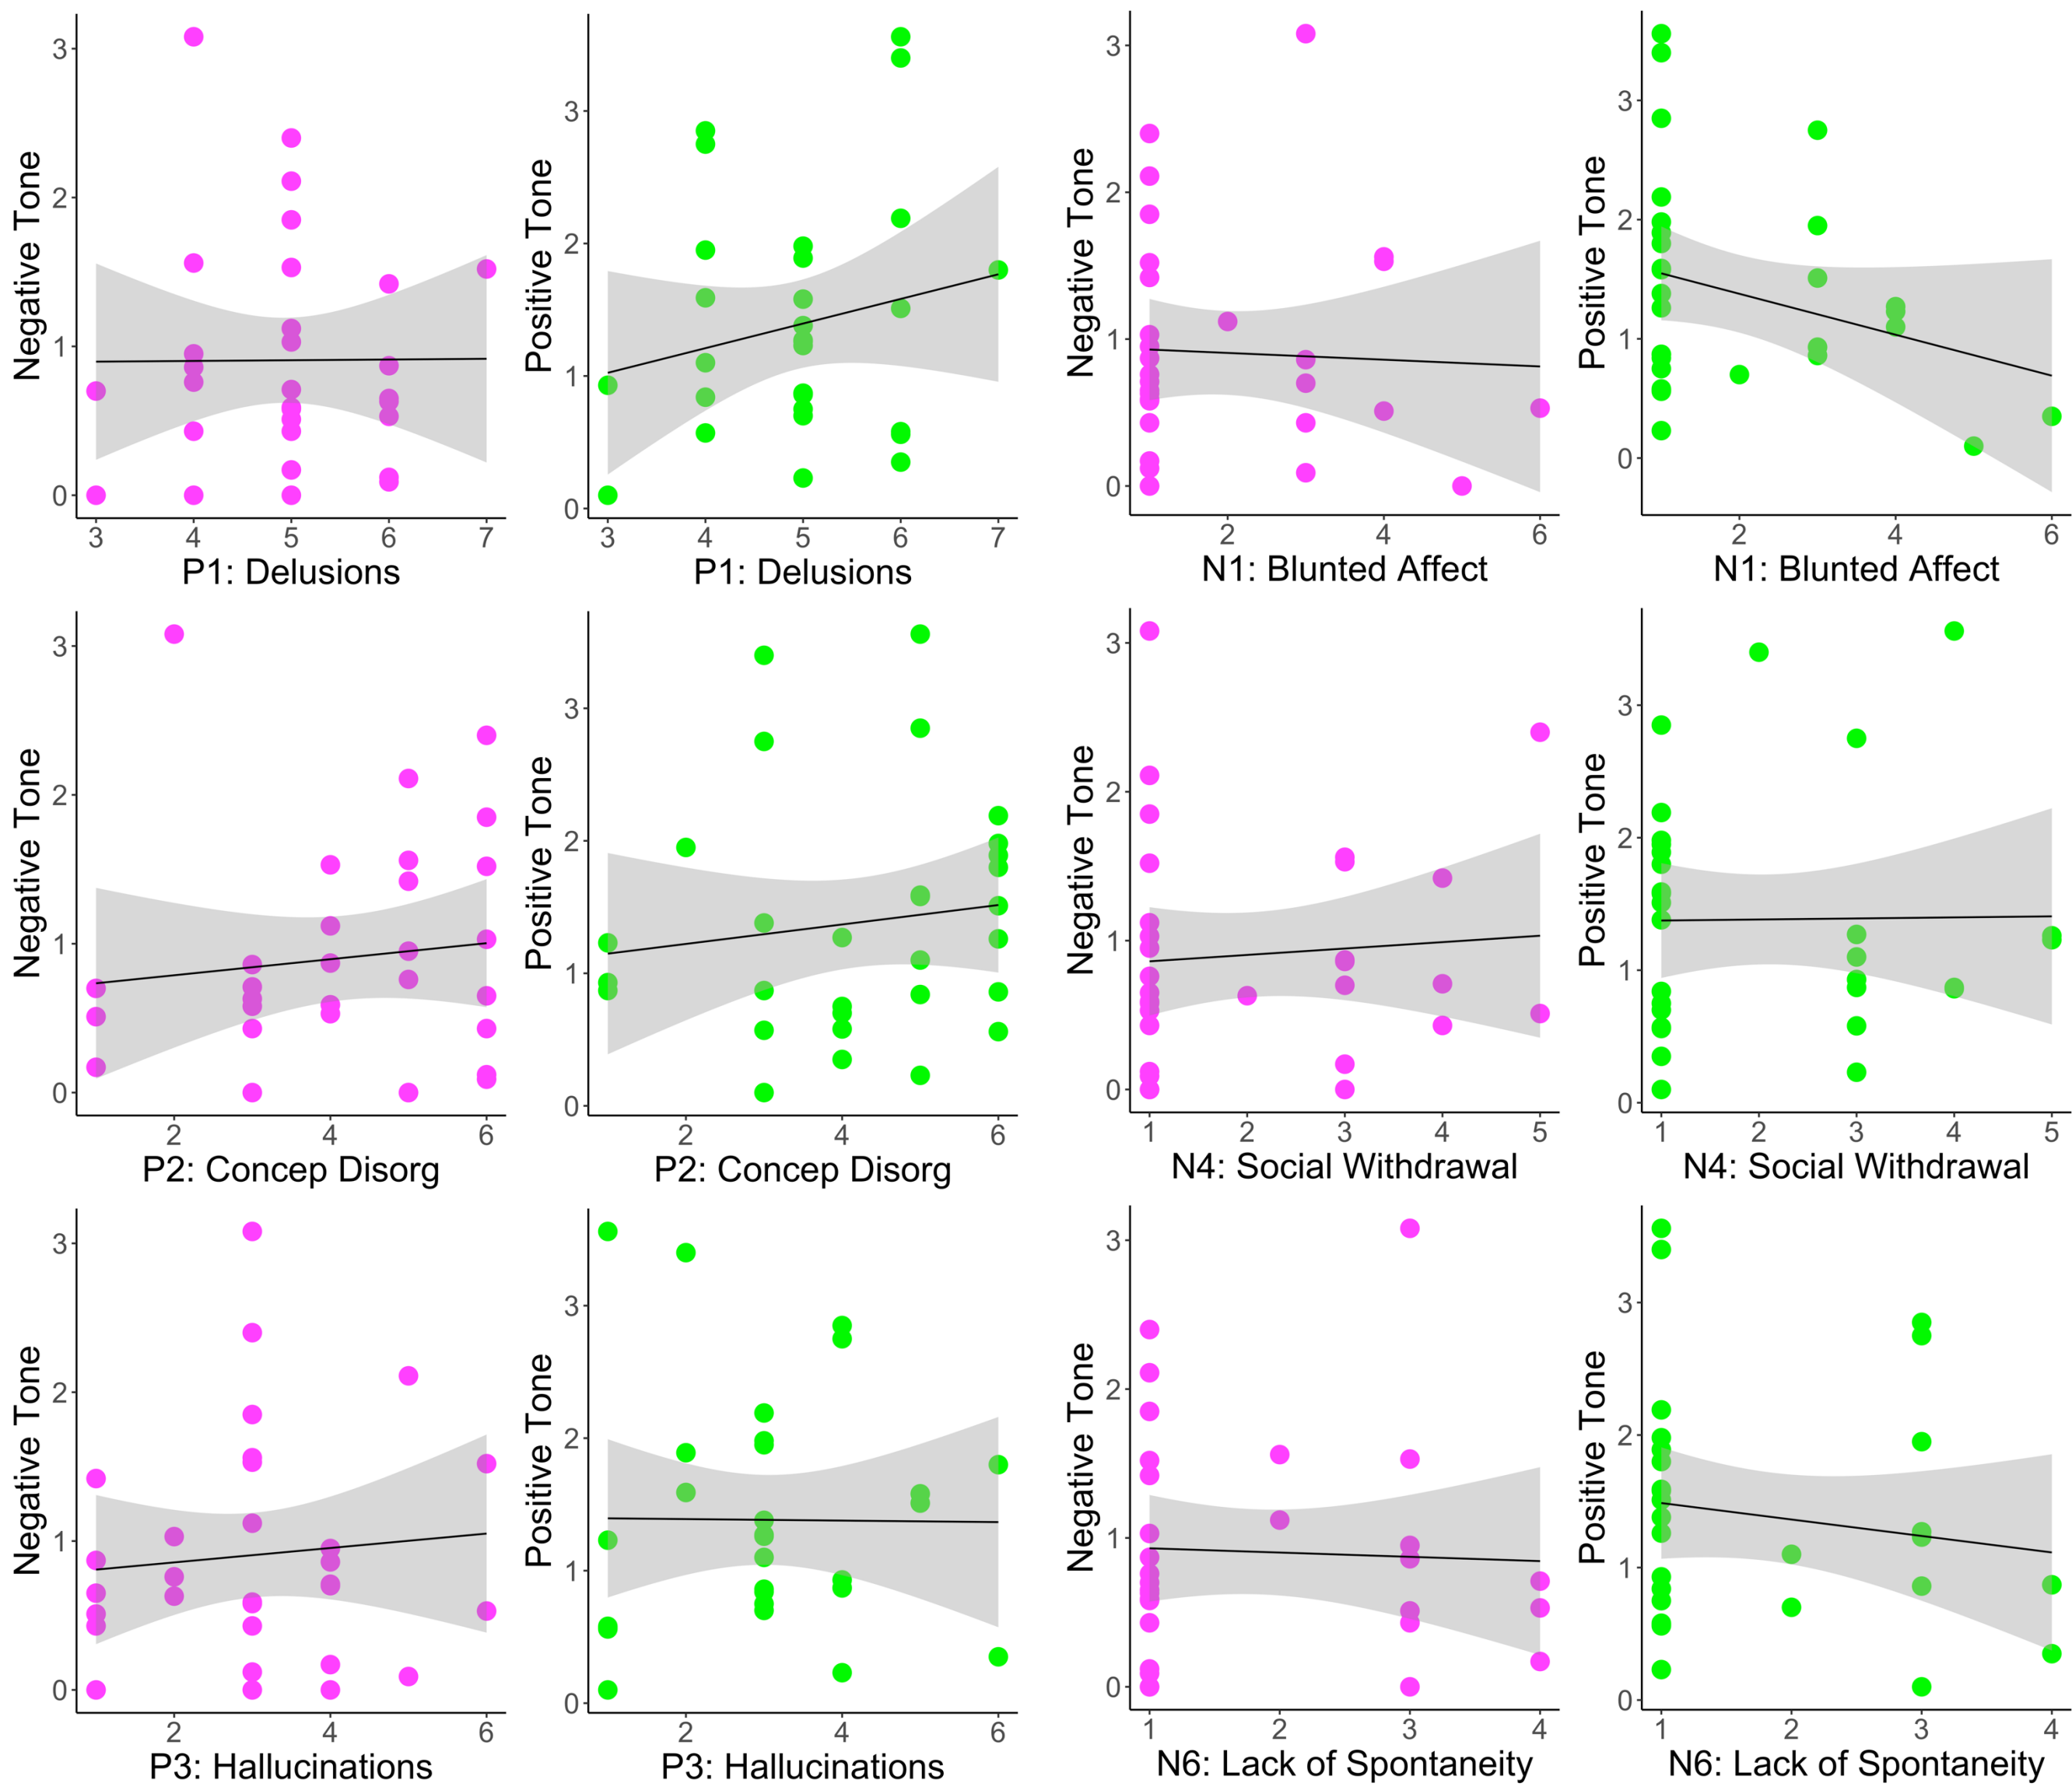 Negative Tone
3
2
1
0
3 4 5 6 7
P1: Delusions
Positive Tone
3
2
1
0
3 4 5 6 7
P1: Delusions
Negative Tone
3
2
1
0
2 4 6
N1: Blunted Affect
Positive Tone
3
2
1
0
2 4 6
N1: Blunted Affect
Negative Tone
3
2
1
0
2 4 6
P2: Concep Disorg
Positive Tone
3
2
1
0
2 4 6
P2: Concep Disorg
Negative Tone
3
2
1
0
1 2 3 4 5
N4: Social Withdrawal
Positive Tone
3
2
1
0
1 2 3 4 5
N4: Social Withdrawal
Negative Tone
3
2
1
0
2 4 6
P3: Hallucinations
Positive Tone
3
2
1
0
2 4 6
P3: Hallucinations
Negative Tone
3
2
1
0
1 2 3 4
N6: Lack of Spontaneity
Positive Tone
3
2
1
0
1 2 3 4
N6: Lack of Spontaneity